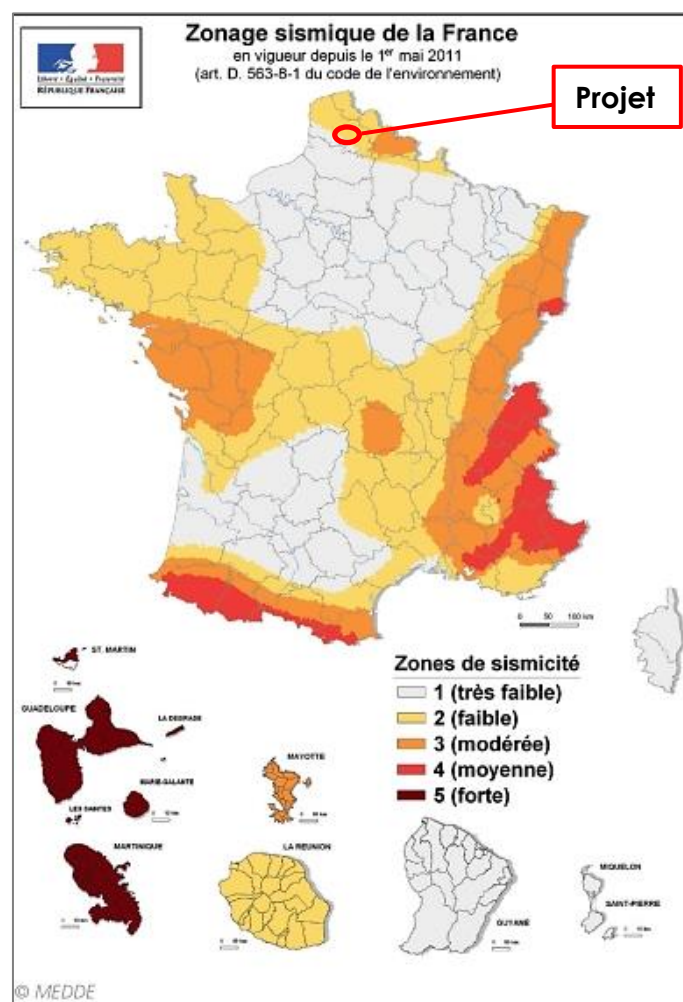 Zonage sismique de la France
en vigueur depuis le 1er mai 2011
(art. D. 563-8-1 du code de l'environnement)
Liberté • Égalité • Fraternité
RÉPUBLIQUE FRANÇAISE
Projet
0 50 100 km
ST. MARTIN
GUADELOUPE
LA DESIRADE
MARIE-GALANTE
LES SAINTES
MAYOTTE
Zones de sismicité
1 (très faible)
2 (faible)
3 (modérée)
4 (moyenne)
5 (forte)
MARTINIQUE
LA REUNION
GUYANE
MIQUELON
SAINT-PIERRE
© MEDDE